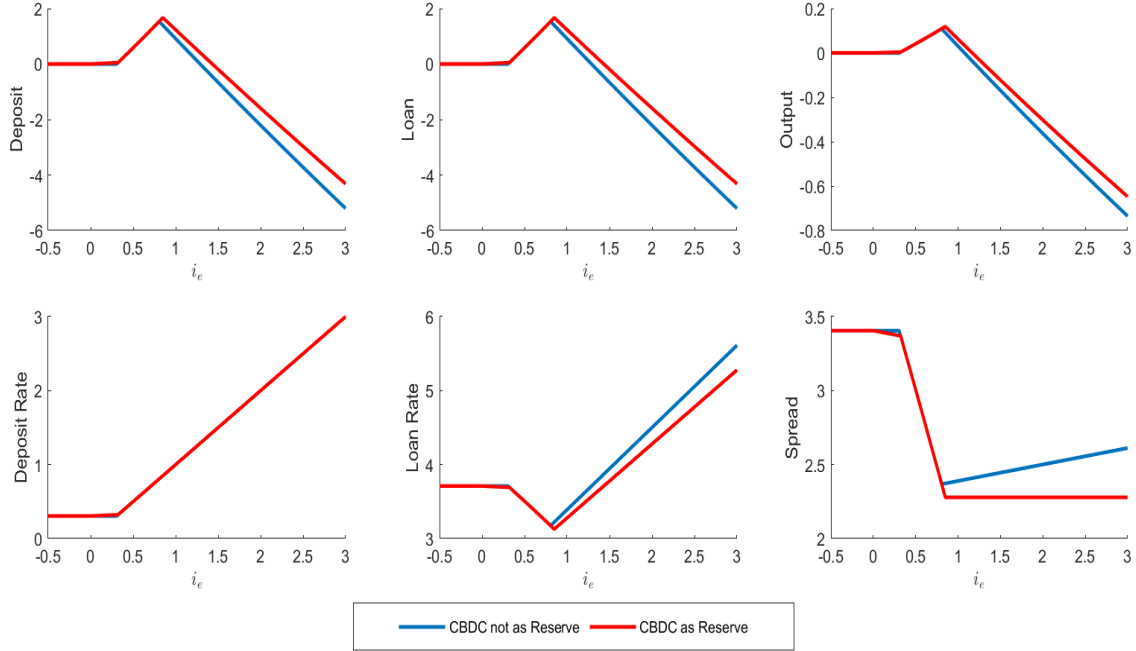 Deposit
2
0
-2
-4
-6
-0.5 0 0.5 1 1.5 2 2.5 3
i_e
Loan
2
0
-2
-4
-6
-0.5 0 0.5 1 1.5 2 2.5 3
i_e
Output
0.2
0
-0.2
-0.4
-0.6
-0.8
-0.5 0 0.5 1 1.5 2 2.5 3
i_e
Deposit Rate
3
2
1
0
-0.5 0 0.5 1 1.5 2 2.5 3
i_e
Loan Rate
6
5
4
3
-0.5 0 0.5 1 1.5 2 2.5 3
i_e
Spread
3.5
3
2.5
2
-0.5 0 0.5 1 1.5 2 2.5 3
i_e
CBDC not as Reserve CBDC as Reserve